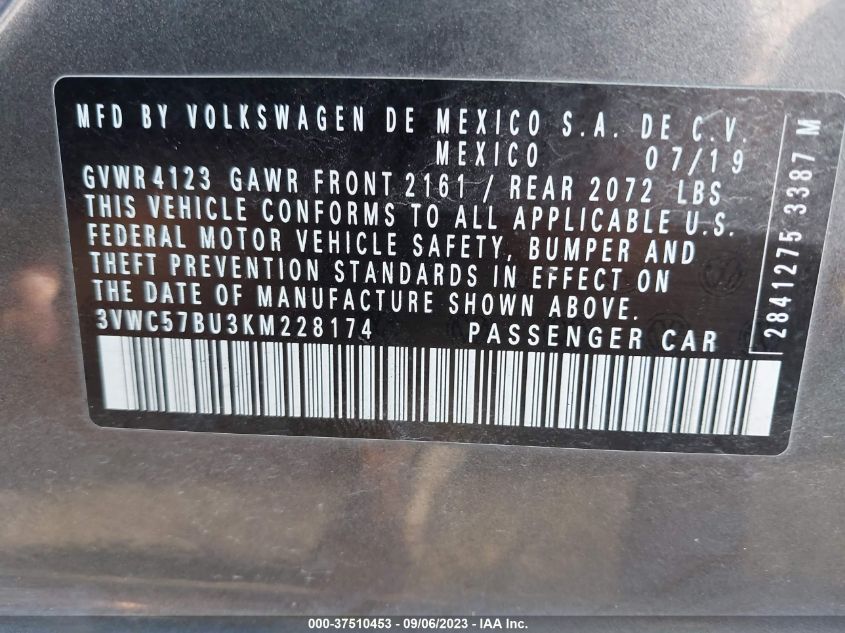 MFD BY VOLKSWAGEN DE MEXICO S.A. DE C.V.
MEXICO 07/19
GVWR 4123 GAWR FRONT 2161 / REAR 2072 LBS
THIS VEHICLE CONFORMS TO ALL APPLICABLE U.S.
FEDERAL MOTOR VEHICLE SAFETY, BUMPER AND
THEFT PREVENTION STANDARDS IN EFFECT ON
THE DATE OF MANUFACTURE SHOWN ABOVE.
3VWC57BU3KM228174 PASSENGER CAR
2841275 3387 M
000-37510453 - 09/06/2023 - IAA Inc.